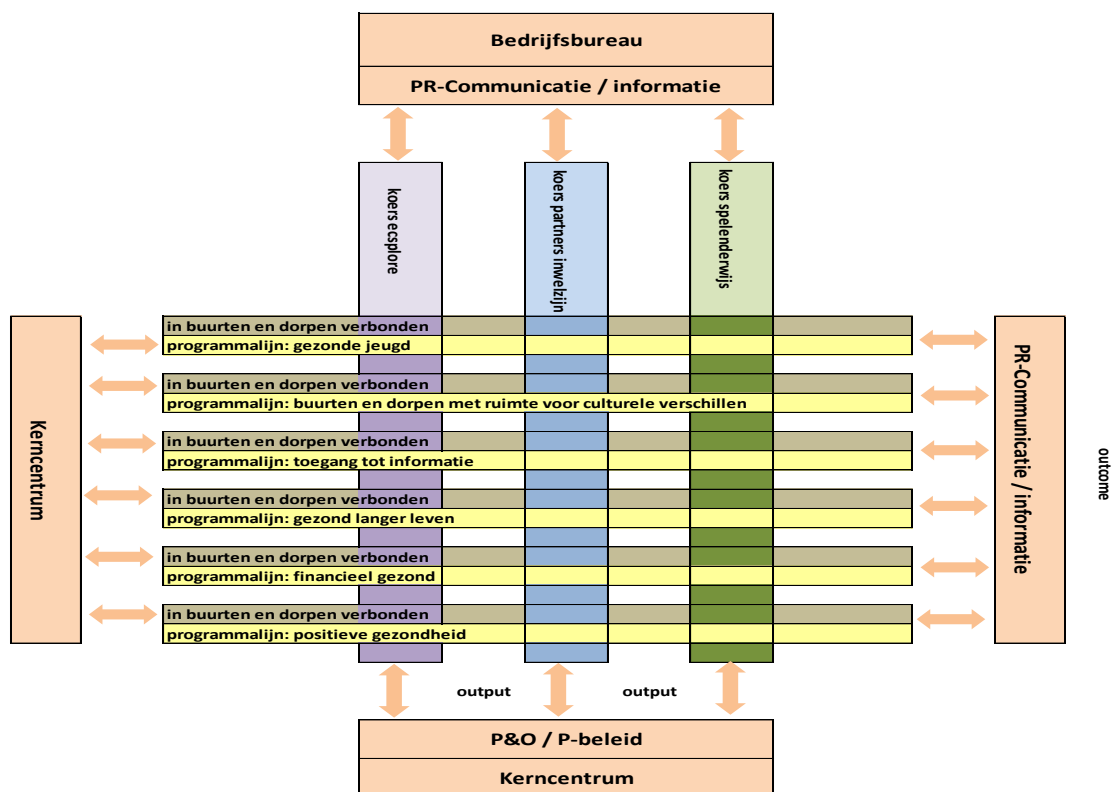 Bedrijfsbureau
PR-Communicatie / informatie
koers ecsplore
koers partners inwelzijn
koers spelenderwijs
Kerncentrum
in buurten en dorpen verbonden
programmalijn: gezonde jeugd
in buurten en dorpen verbonden
programmalijn: buurten en dorpen met ruimte voor culturele verschillen
in buurten en dorpen verbonden
programmalijn: toegang tot informatie
in buurten en dorpen verbonden
programmalijn: gezond langer leven
in buurten en dorpen verbonden
programmalijn: financieel gezond
in buurten en dorpen verbonden
programmalijn: positieve gezondheid
PR-Communicatie / informatie
outcome
output
output
P&O / P-beleid
Kerncentrum